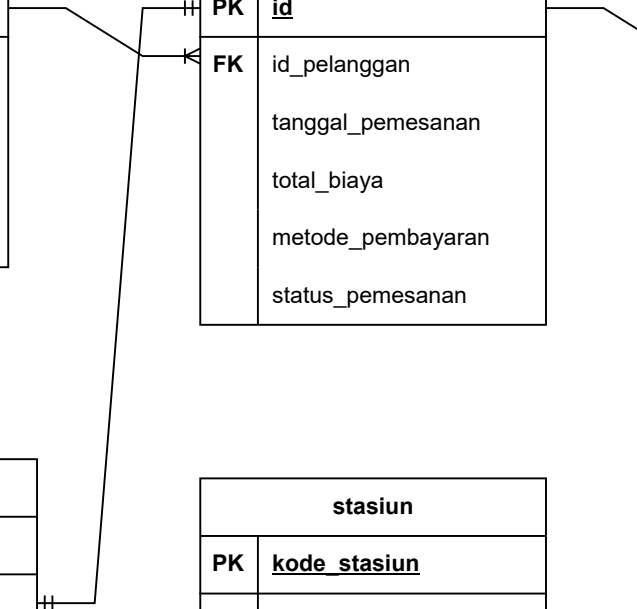 PK id
FK id_pelanggan
tanggal_pemesanan
total_biaya
metode_pembayaran
status_pemesanan
stasiun
PK kode_stasiun